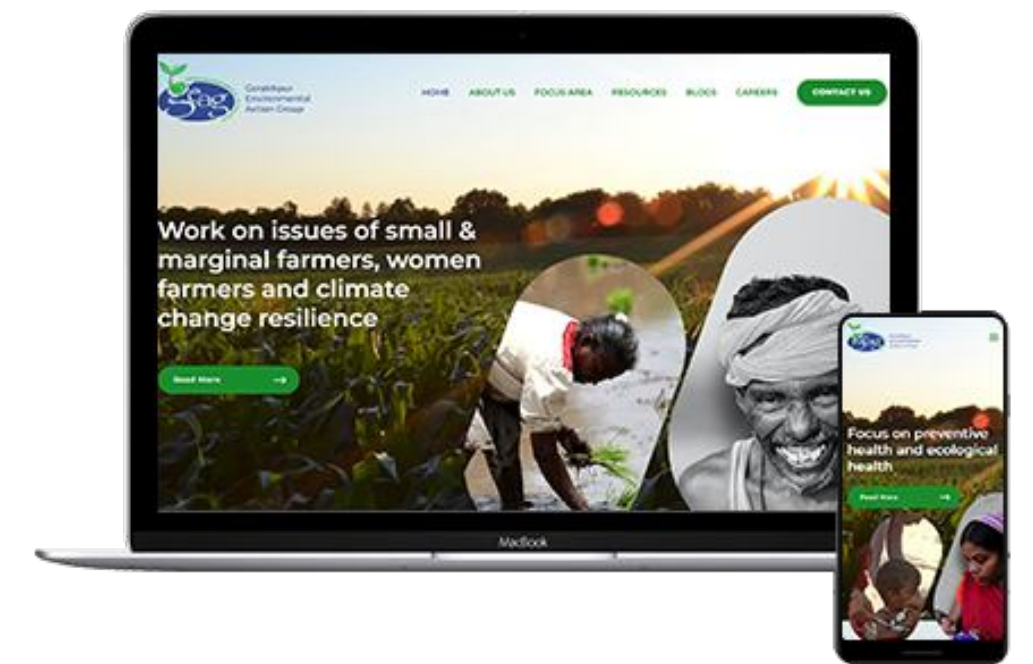 geag
Gorakhpur
Environmental
Action Group
HOME ABOUT US FOCUS AREA RESOURCES BLOGS CAREERS CONTACT US
Work on issues of small &
marginal farmers, women
farmers and climate
change resilience
Read More
MacBook
geag
Focus on preventive
health and ecological
health
Read More